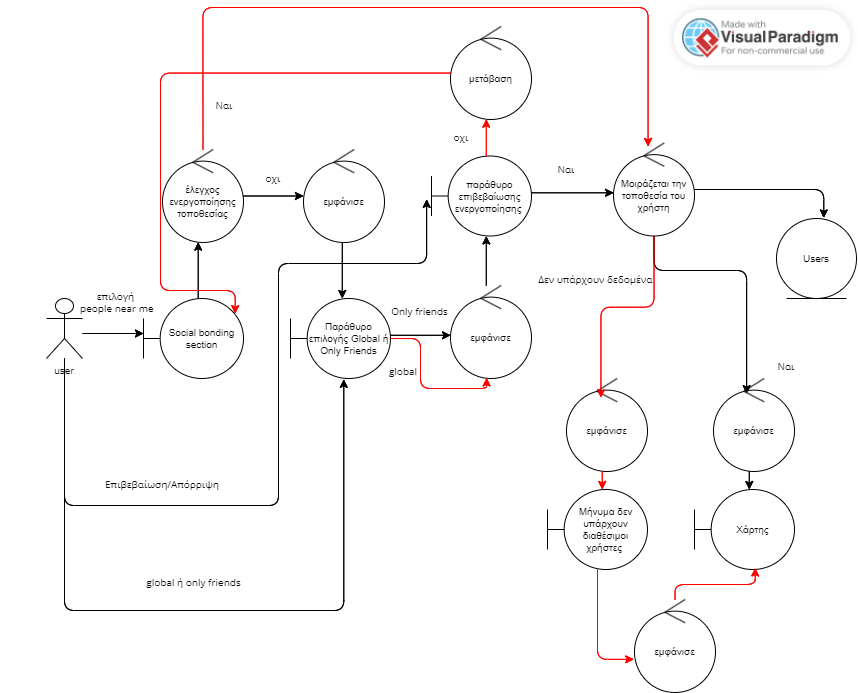 Made with
VisualParadigm
For non-commercial use
μετάβαση
Ναι
οχι
έλεγχος
ενεργοποίησης
τοποθεσίας
οχι
εμφάνισε
παράθυρο
επιβεβαίωσης
ενεργοποίησης
Ναι
Μοιράζεται την
τοποθεσία του
χρήστη
Users
Δεν υπάρχουν δεδομένα
επιλογή
people near me
user
Social bonding
section
Παράθυρο
επιλογής Global ή
Only Friends
Only friends
global
εμφάνισε
Ναι
εμφάνισε
εμφάνισε
Επιβεβαίωση/Απόρριψη
Μήνυμα δεν
υπάρχουν
διαθέσιμοι
χρήστες
Χάρτης
global ή only friends
εμφάνισε